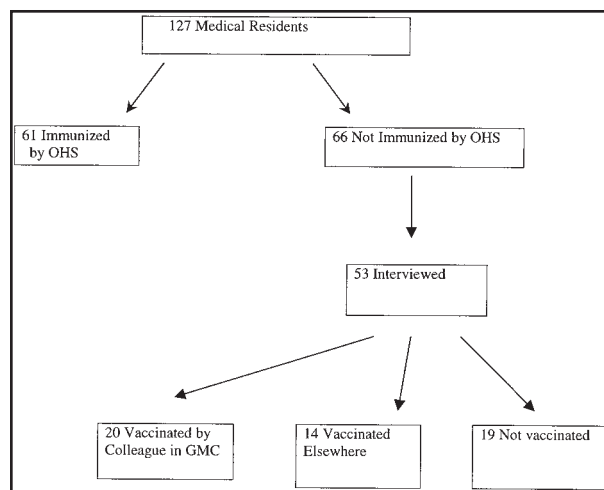 127 Medical Residents
61 Immunized
by OHS
66 Not Immunized by OHS
53 Interviewed
20 Vaccinated by
Colleague in GMC
14 Vaccinated
Elsewhere
19 Not vaccinated